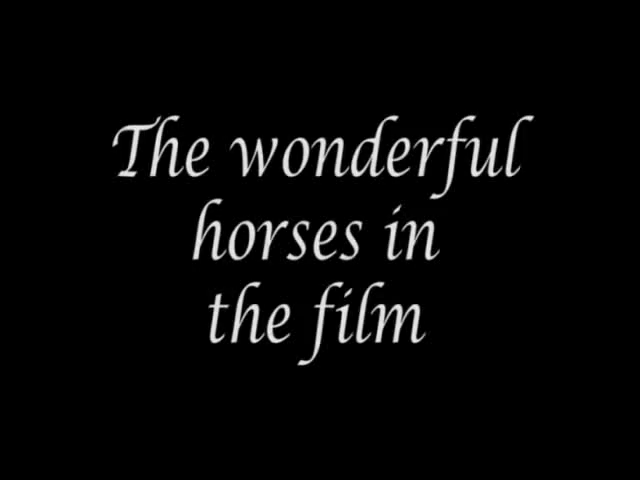 The wonderful
horses in
the film